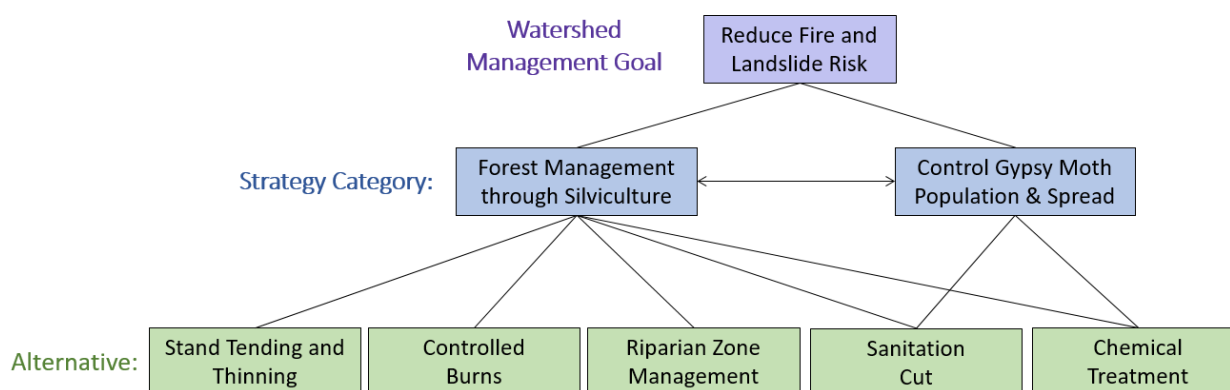 Watershed
Management Goal
Reduce Fire and
Landslide Risk
Strategy Category:
Forest Management
through Silviculture
Control Gypsy Moth
Population & Spread
Alternative:
Stand Tending and
Thinning
Controlled
Burns
Riparian Zone
Management
Sanitation
Cut
Chemical
Treatment